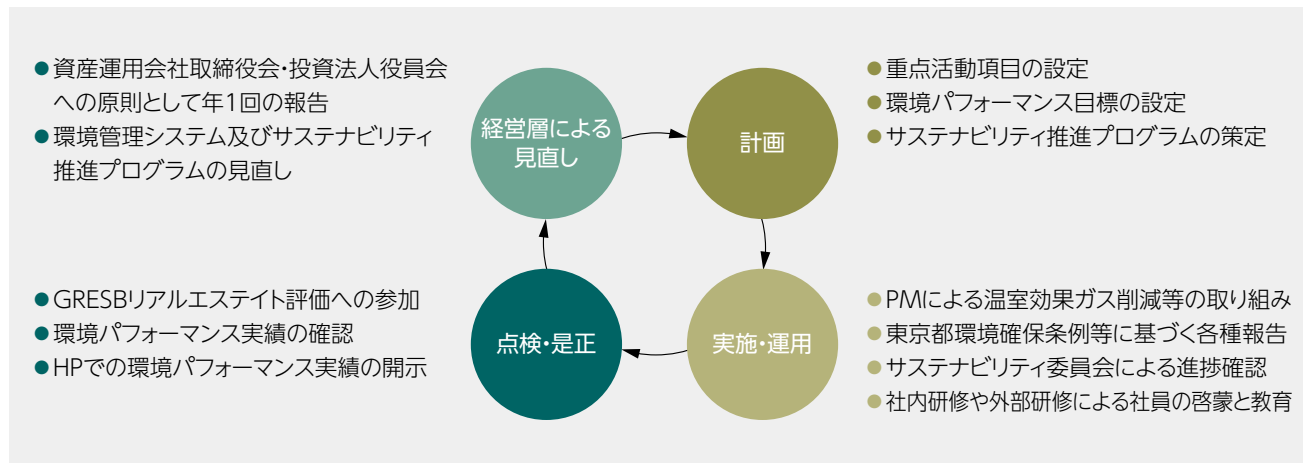 ●資産運用会社取締役会・投資法人役員会
への原則として年1回の報告
●環境管理システム及びサステナビリティ
推進プログラムの見直し
経営層による
見直し
計画
●重点活動項目の設定
●環境パフォーマンス目標の設定
●サステナビリティ推進プログラムの策定
●GRESBリアルエステイト評価への参加
●環境パフォーマンス実績の確認
●HPでの環境パフォーマンス実績の開示
点検・是正
実施・運用
●PMによる温室効果ガス削減等の取り組み
●東京都環境確保条例等に基づく各種報告
●サステナビリティ委員会による進捗確認
●社内研修や外部研修による社員の啓蒙と教育